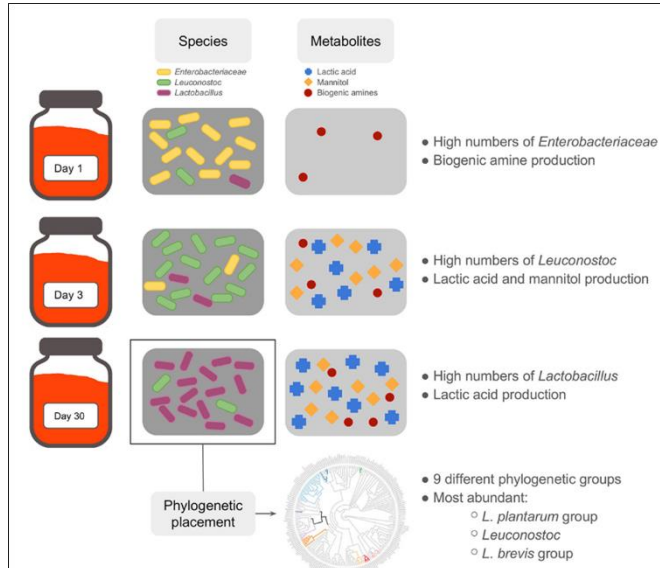 Species
Metabolites
Enterobacteriaceae
Leuconostoc
Lactobacillus
Lactic acid
Mannitol
Biogenic amines
Day 1
● High numbers of Enterobacteriaceae
● Biogenic amine production
Day 3
● High numbers of Leuconostoc
● Lactic acid and mannitol production
Day 30
● High numbers of Lactobacillus
● Lactic acid production
Phylogenetic
placement
● 9 different phylogenetic groups
● Most abundant:
○ L. plantarum group
○ Leuconostoc
○ L. brevis group